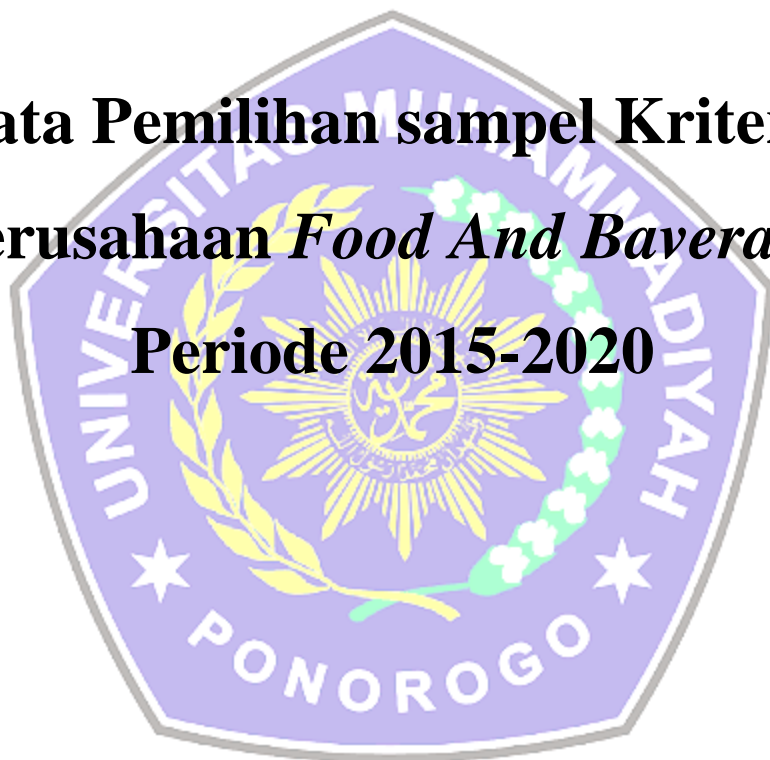 ata Pemilihan sampel Kriter
erusahaan Food And Bavera
Periode 2015-2020
UNIVERSITAS MUHAMMADIYAH
PONOROGO